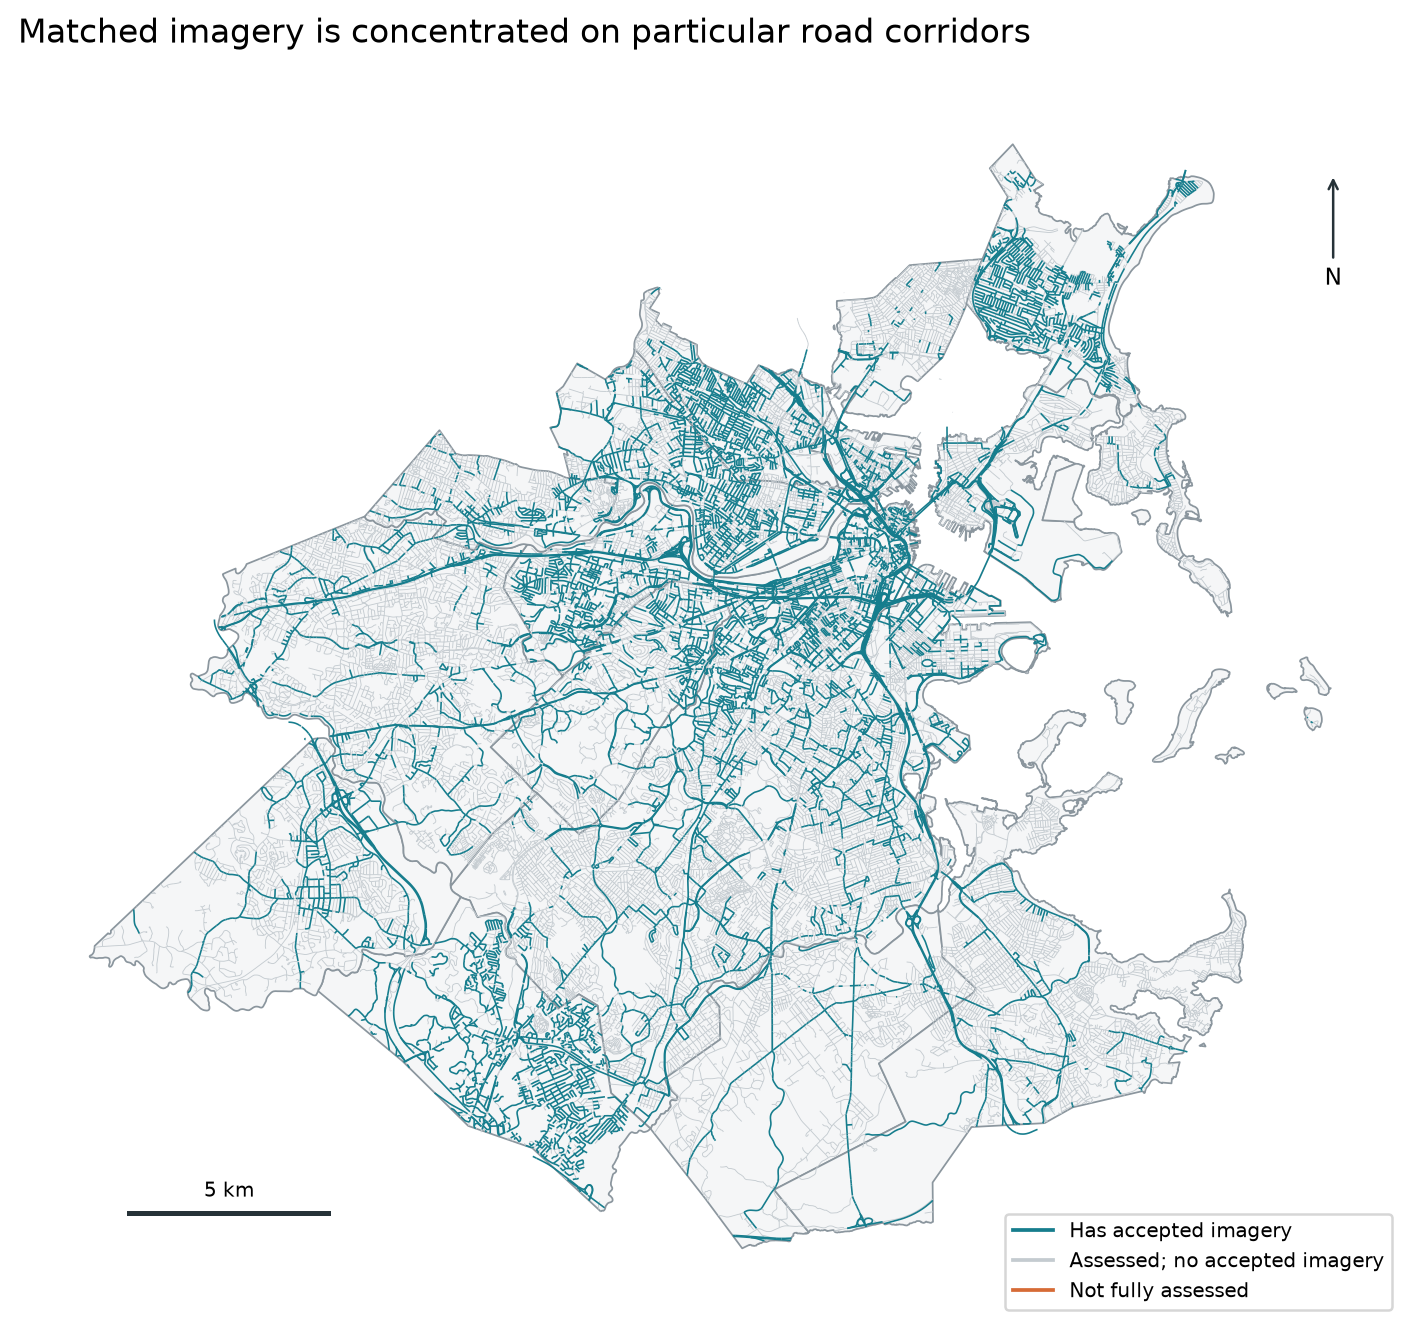 Matched imagery is concentrated on particular road corridors
N
5 km
Has accepted imagery
Assessed; no accepted imagery
Not fully assessed